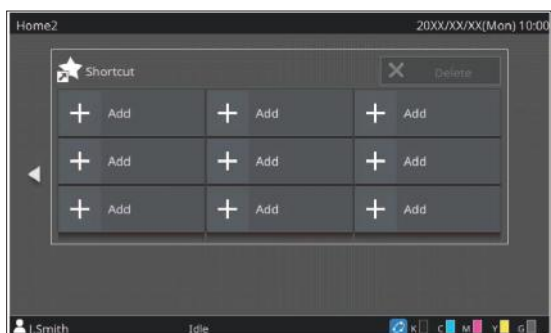 Home2 20XX/XX/XX(Mon) 10:00
Shortcut Delete
Add Add Add
Add Add Add
Add Add Add
J.Smith Idle K C M Y G